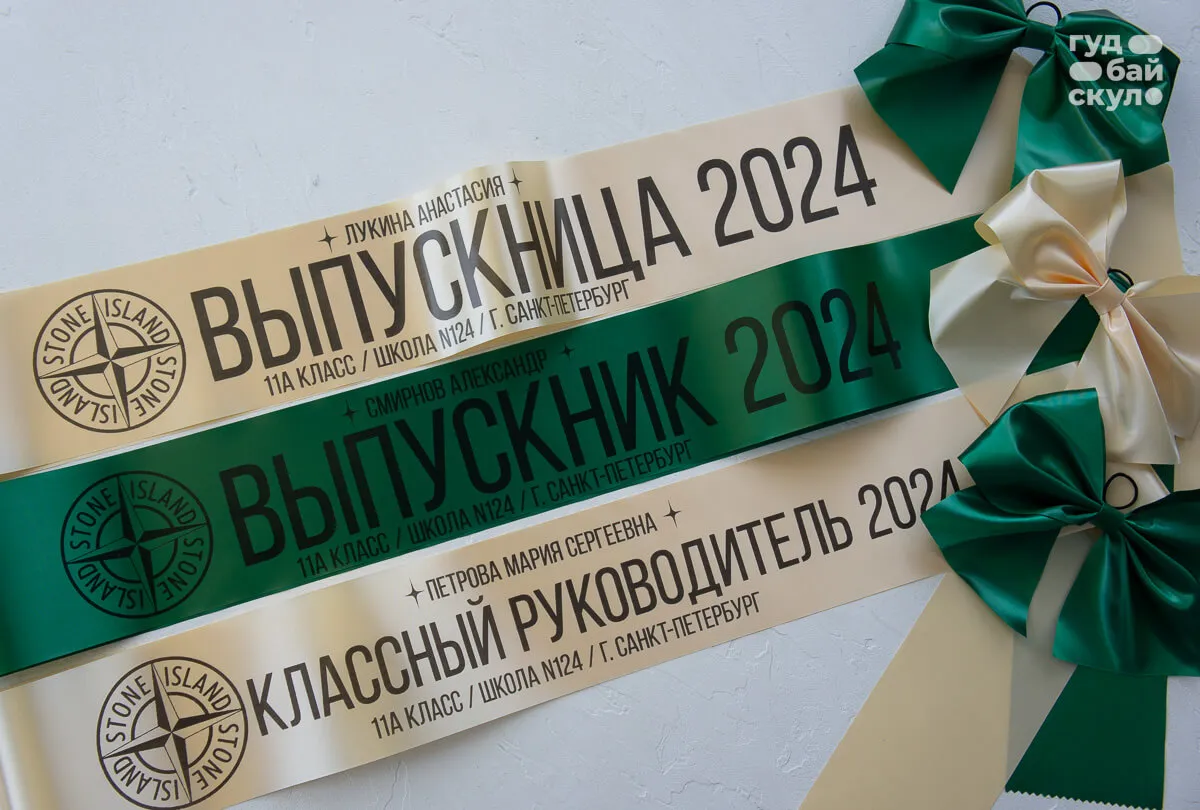 гуд
бай
скул
ЛУКИНА АНАСТАСИЯ
ВЫПУСКНИЦА 2024
11А КЛАСС / ШКОЛА N124 / Г. САНКТ-ПЕТЕРБУРГ
STONE ISLAND STONE ISLAND
СМИРНОВ АЛЕКСАНДР
ВЫПУСКНИК 2024
11А КЛАСС / ШКОЛА N124 / Г. САНКТ-ПЕТЕРБУРГ
STONE ISLAND STONE ISLAND
ПЕТРОВА МАРИЯ СЕРГЕЕВНА
КЛАССНЫЙ РУКОВОДИТЕЛЬ 2024
11А КЛАСС / ШКОЛА N124 / Г. САНКТ-ПЕТЕРБУРГ
STONE ISLAND STONE ISLAND